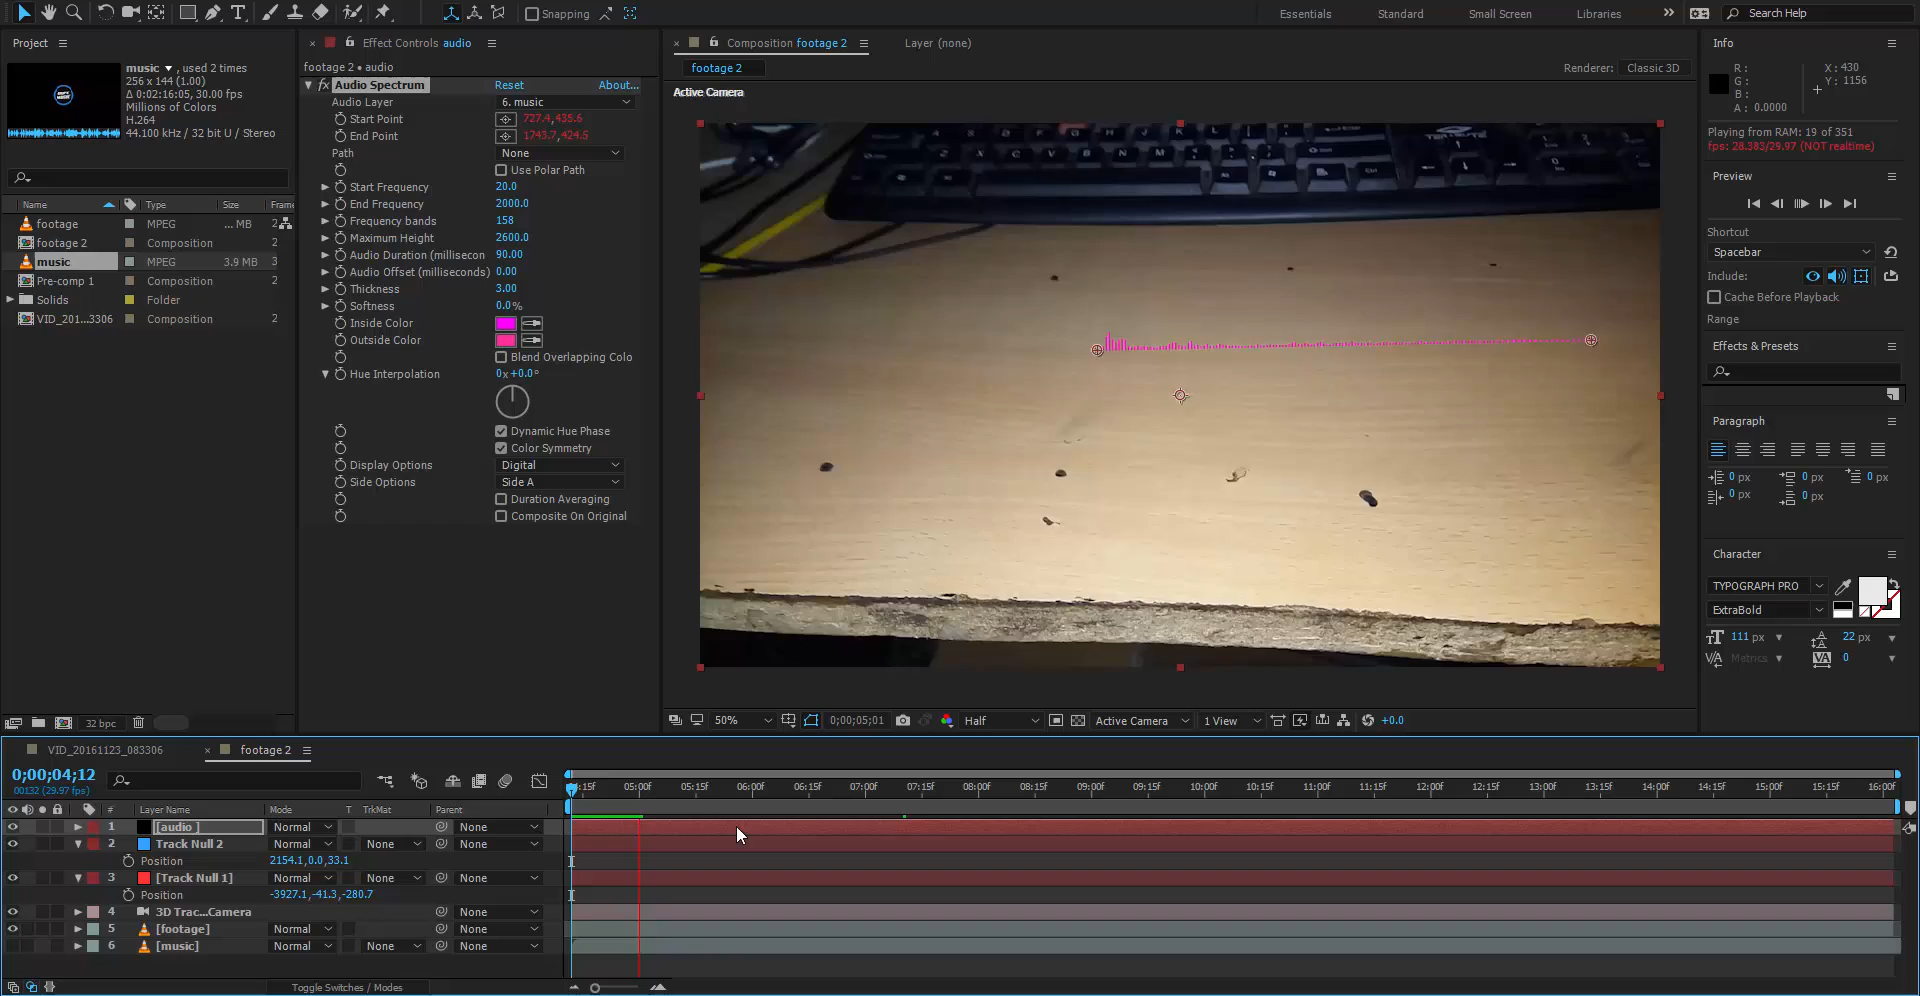 Snapping
Essentials
Standard
Small Screen
Libraries
Search Help
Project
music , used 2 times
256 x 144 (1.00)
Δ 0:02:16:05, 30.00 fps
Millions of Colors
H.264
44.100 kHz / 32 bit U / Stereo
Name Type Size Frame
footage MPEG ... MB 2
footage 2 Composition 2
music MPEG 3.9 MB 3
Pre-comp 1 Composition 2
Solids Folder
VID_201...3306 Composition 2
32 bpc
Effect Controls audio
footage 2 • audio
fx Audio Spectrum Reset About...
Audio Layer 6. music
Start Point 727.4,435.6
End Point 1743.7,424.5
Path None
Use Polar Path
Start Frequency 20.0
End Frequency 2000.0
Frequency bands 158
Maximum Height 2600.0
Audio Duration (millisecon 90.00
Audio Offset (milliseconds) 0.00
Thickness 3.00
Softness 0.0%
Inside Color
Outside Color
Blend Overlapping Colo
Hue Interpolation 0x+0.0°
Dynamic Hue Phase
Color Symmetry
Display Options Digital
Side Options Side A
Duration Averaging
Composite On Original
Composition footage 2
Layer (none)
footage 2
Renderer: Classic 3D
Active Camera
50%
0;00;05;01
Half
Active Camera
1 View
+0.0
Info
R :
G :
B :
A : 0.0000
X : 430
Y : 1156
Playing from RAM: 19 of 351
fps: 28.383/29.97 (NOT realtime)
Preview
Shortcut
Spacebar
Include:
Cache Before Playback
Range
Effects & Presets
Paragraph
0 px 0 px 0 px
0 px 0 px
Character
TYPOGRAPH PRO
ExtraBold
111 px 22 px
Metrics 0
VID_20161123_083306
footage 2
0;00;04;12
00132 (29.97 fps)
:15f 05:00f 05:15f 06:00f 06:15f 07:00f 07:15f 08:00f 08:15f 09:00f 09:15f 10:00f 10:15f 11:00f 11:15f 12:00f 12:15f 13:00f 13:15f 14:00f 14:15f 15:00f 15:15f 16:00f
# Layer Name Mode T TrkMat Parent
1 [audio ] Normal None
2 Track Null 2 Normal None None
Position 2154.1,0.0,33.1
3 [Track Null 1] Normal None None
Position -3927.1,-41.3,-280.7
4 3D Trac...Camera None
5 [footage] Normal None
6 [music] Normal None None
Toggle Switches / Modes